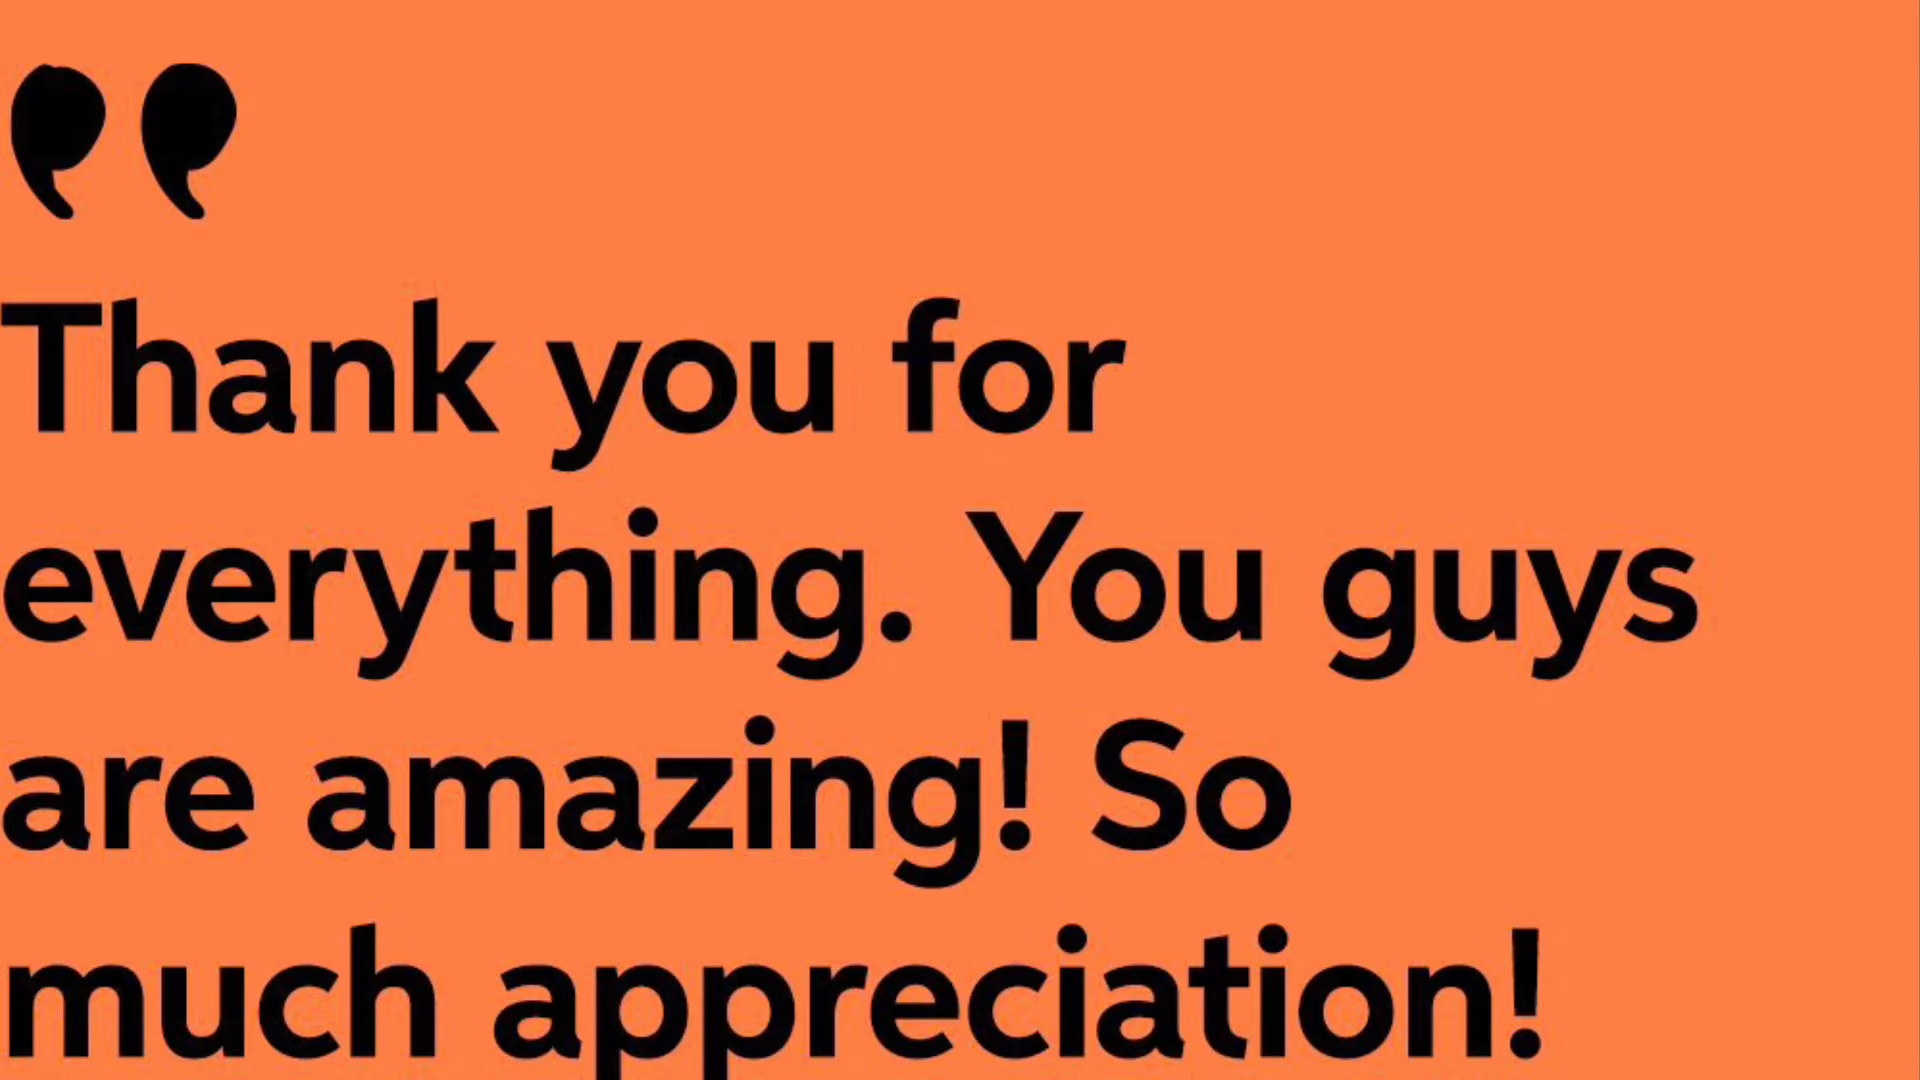 "
Thank you for
everything. You guys
are amazing! So
much appreciation!